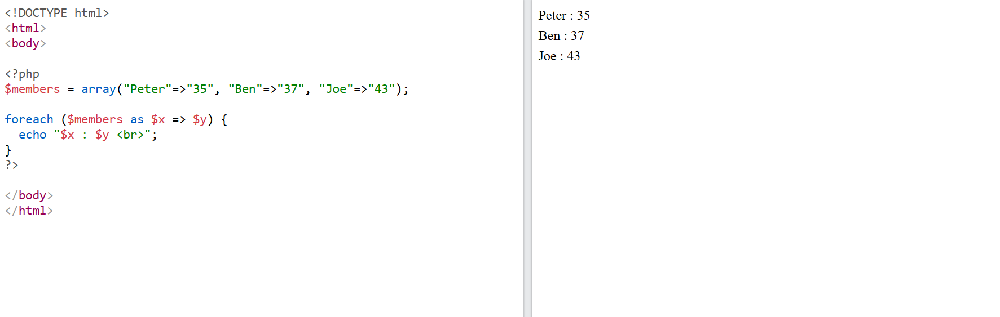 <!DOCTYPE html>
<html>
<body>
<?php
$members = array("Peter"=>"35", "Ben"=>"37", "Joe"=>"43");
foreach ($members as $x => $y) {
  echo "$x : $y <br>";
}
?>
</body>
</html>
Peter : 35
Ben : 37
Joe : 43